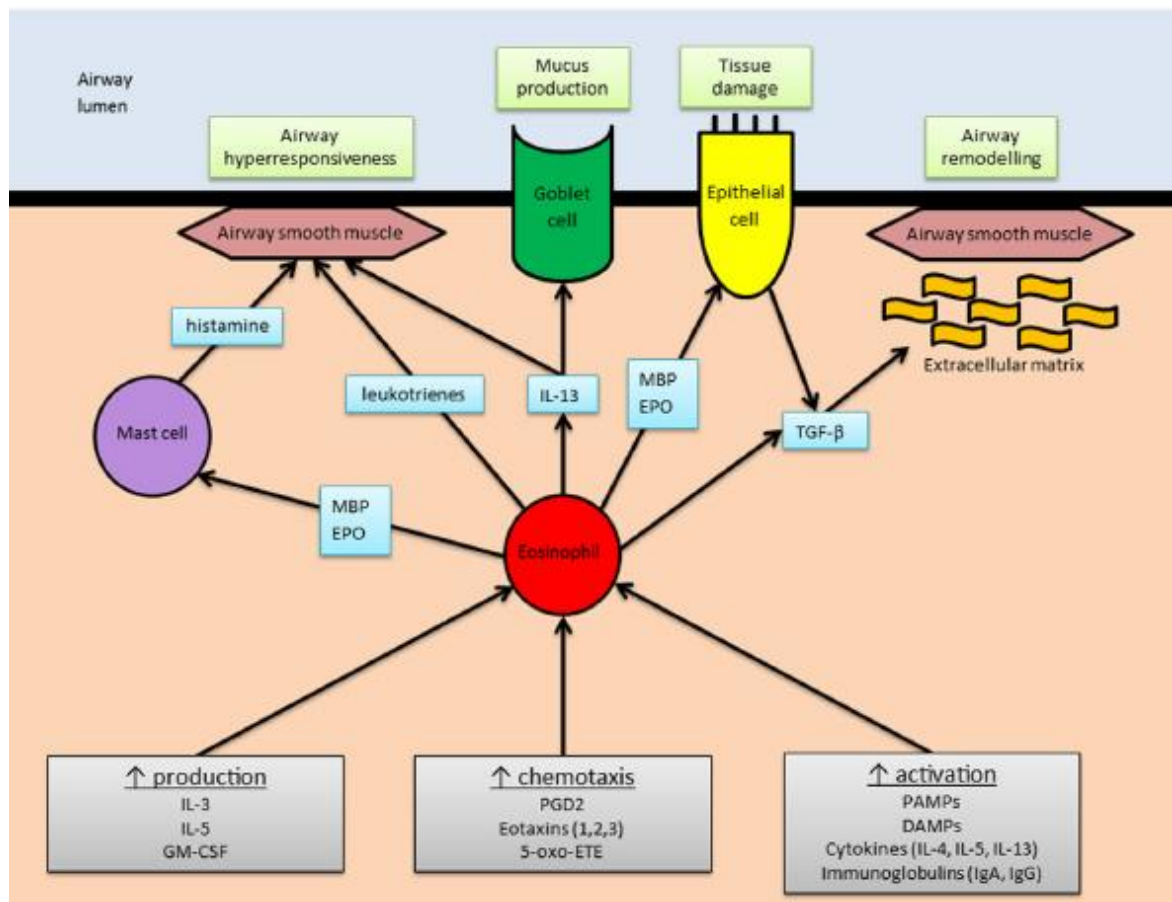 Airway
lumen
Mucus
production
Tissue
damage
Airway
hyperresponsiveness
Airway
remodelling
Goblet
cell
Epithelial
cell
Airway smooth muscle
Airway smooth muscle
histamine
Extracellular matrix
leukotrienes
IL-13
MBP
EPO
Mast cell
TGF-β
MBP
EPO
Eosinophil
↑ production
IL-3
IL-5
GM-CSF
↑ chemotaxis
PGD2
Eotaxins (1,2,3)
5-oxo-ETE
↑ activation
PAMPs
DAMPs
Cytokines (IL-4, IL-5, IL-13)
Immunoglobulins (IgA, IgG)